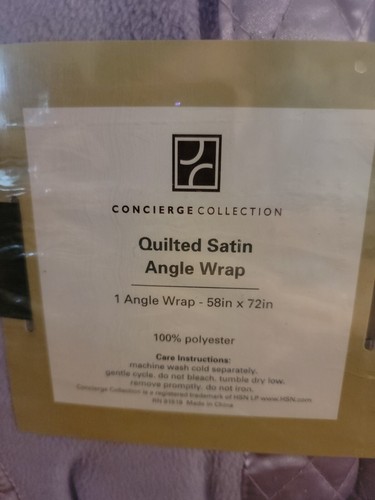 CONCIERGE COLLECTION
Quilted Satin
Angle Wrap
1 Angle Wrap - 58in x 72in
100% polyester
Care Instructions:
machine wash cold separately.
gentle cycle. do not bleach. tumble dry low.
remove promptly. do not iron.
Concierge Collection is a registered trademark of HSN LP www.HSN.com
Made in China